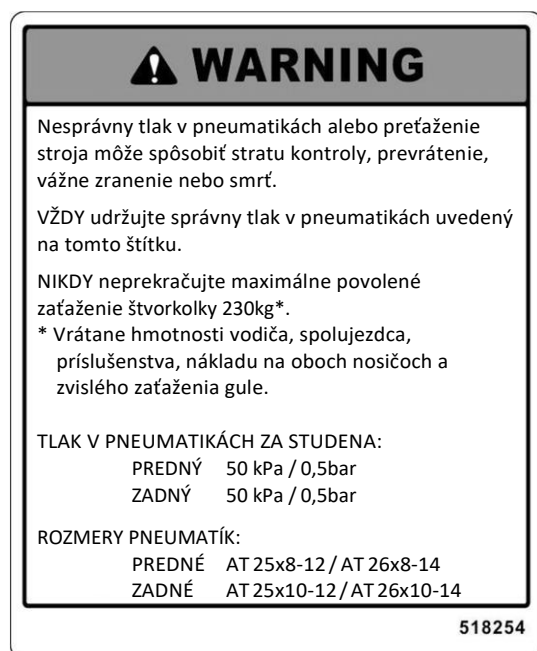 WARNING
Nesprávny tlak v pneumatikách alebo preťaženie
stroja môže spôsobiť stratu kontroly, prevrátenie,
vážne zranenie nebo smrť.
VŽDY udržujte správny tlak v pneumatikách uvedený
na tomto štítku.
NIKDY neprekračujte maximálne povolené
zaťaženie štvorkolky 230kg*.
* Vrátane hmotnosti vodiča, spolujezdca,
príslušenstva, nákladu na oboch nosičoch a
zvislého zaťaženia gule.
TLAK V PNEUMATIKÁCH ZA STUDENA:
PREDNÝ 50 kPa / 0,5bar
ZADNÝ 50 kPa / 0,5bar
ROZMERY PNEUMATÍK:
PREDNÉ AT 25x8-12 / AT 26x8-14
ZADNÉ AT 25x10-12 / AT 26x10-14
518254